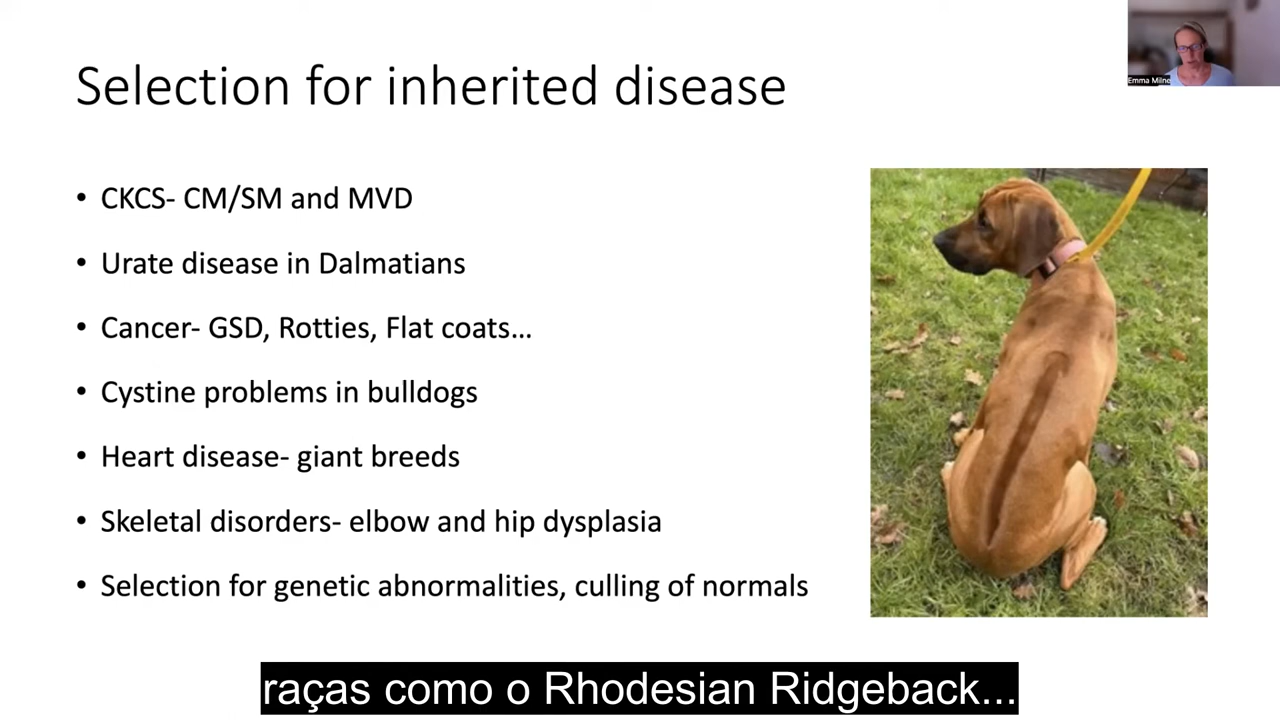 Selection for inherited disease
Emma Milne
• CKCS- CM/SM and MVD
• Urate disease in Dalmatians
• Cancer- GSD, Rotties, Flat coats...
• Cystine problems in bulldogs
• Heart disease- giant breeds
• Skeletal disorders- elbow and hip dysplasia
• Selection for genetic abnormalities, culling of normals
raças como o Rhodesian Ridgeback...